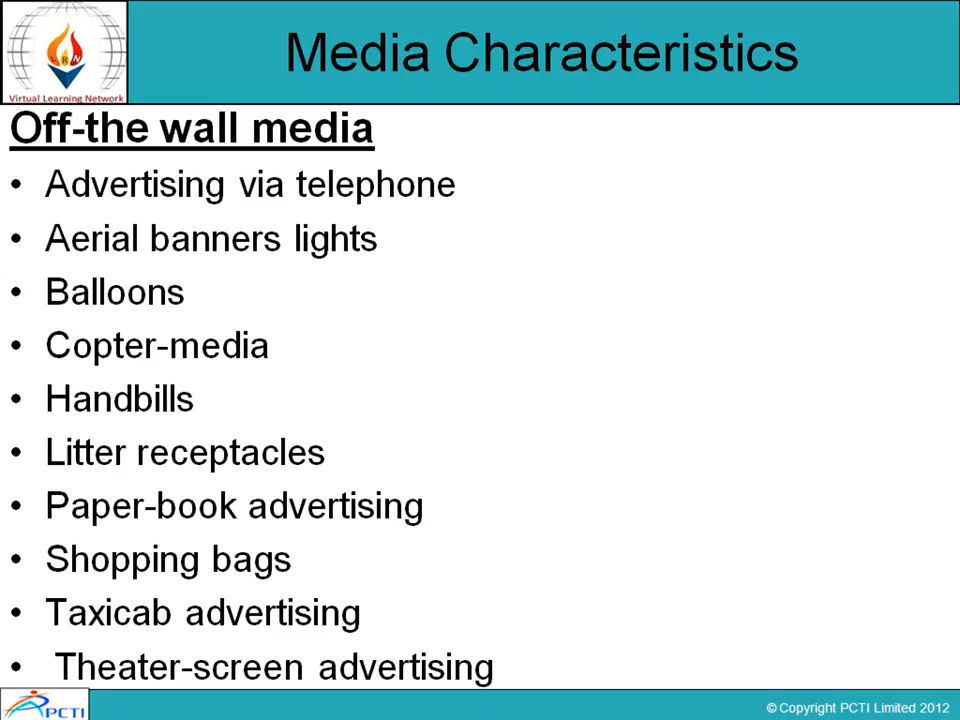 Media Characteristics
LRN
Virtual Learning Network
Off-the wall media
• Advertising via telephone
• Aerial banners lights
• Balloons
• Copter-media
• Handbills
• Litter receptacles
• Paper-book advertising
• Shopping bags
• Taxicab advertising
• Theater-screen advertising
PCTI
© Copyright PCTI Limited 2012